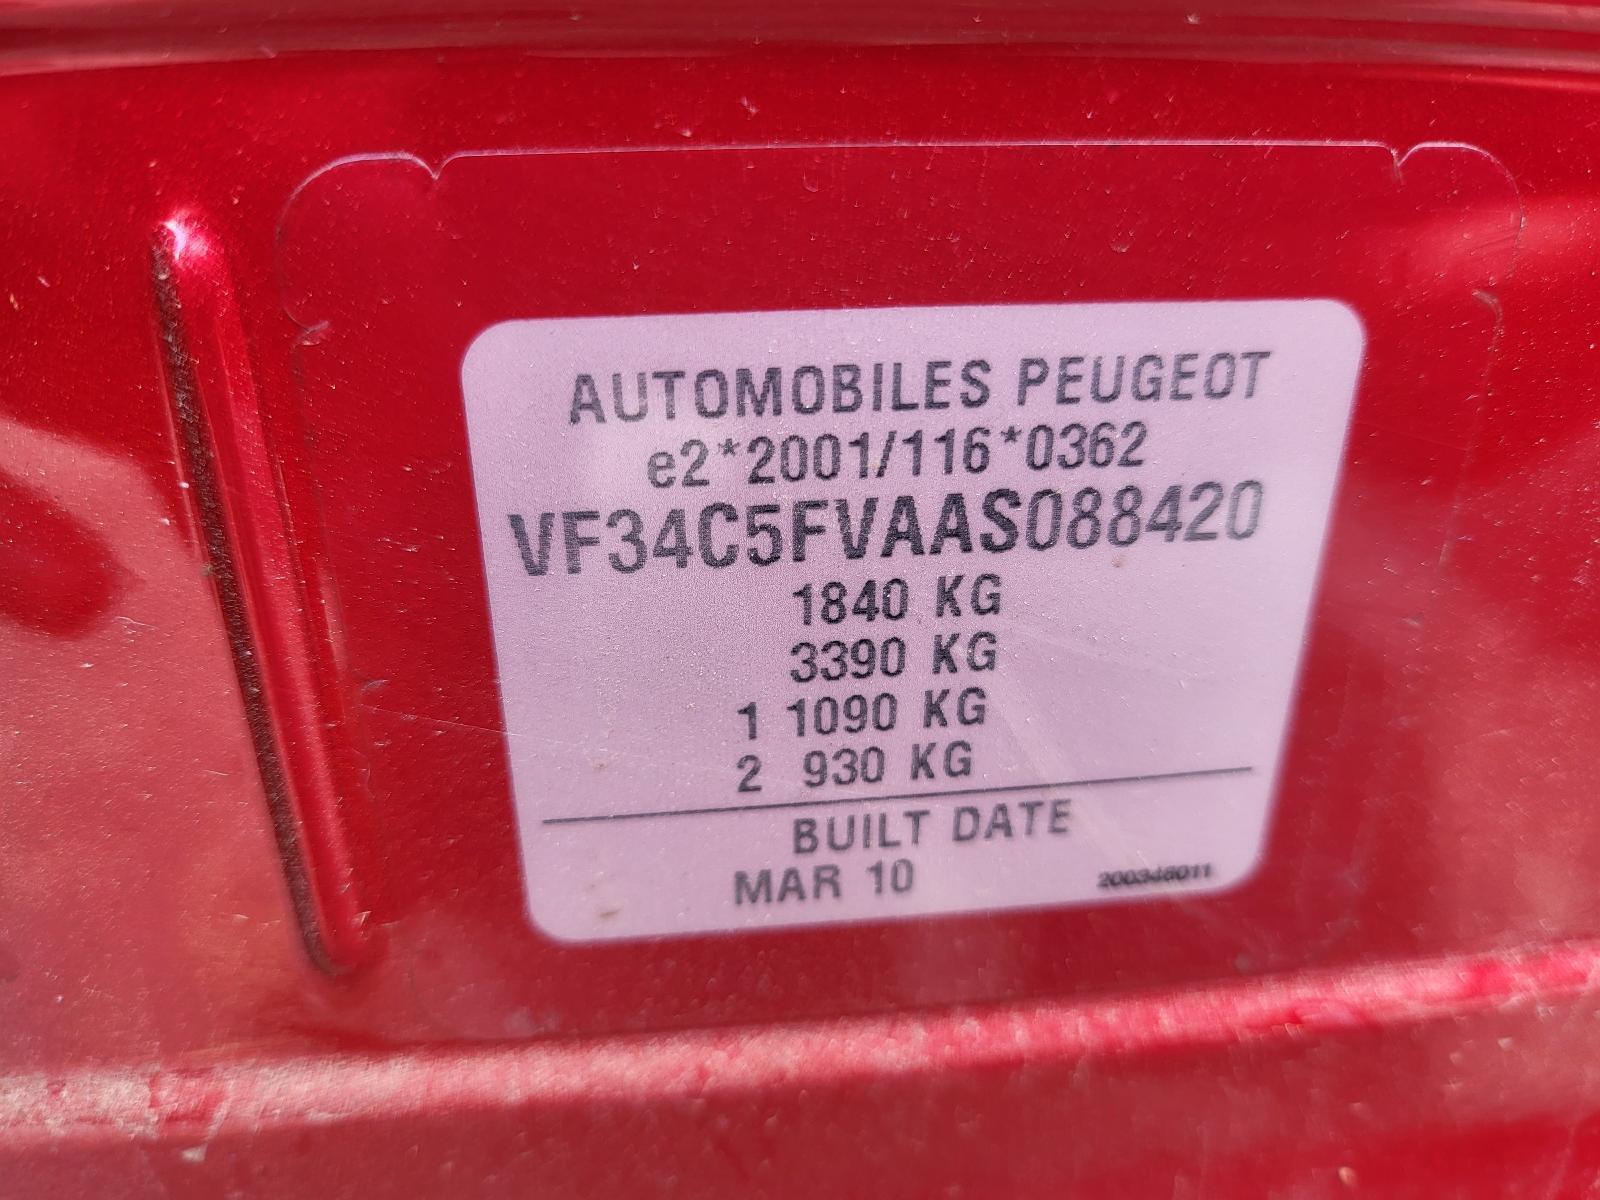 AUTOMOBILES PEUGEOT
e2*2001/116*0362
VF34C5FVAAS088420
1840 KG
3390 KG
1 1090 KG
2 930 KG
BUILT DATE
MAR 10
200346011